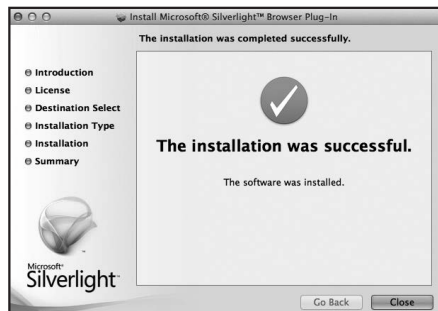 Install Microsoft® Silverlight™ Browser Plug-In
The installation was completed successfully.
Introduction
License
Destination Select
Installation Type
Installation
Summary
The installation was successful.
The software was installed.
Microsoft®
Silverlight™
Go Back
Close